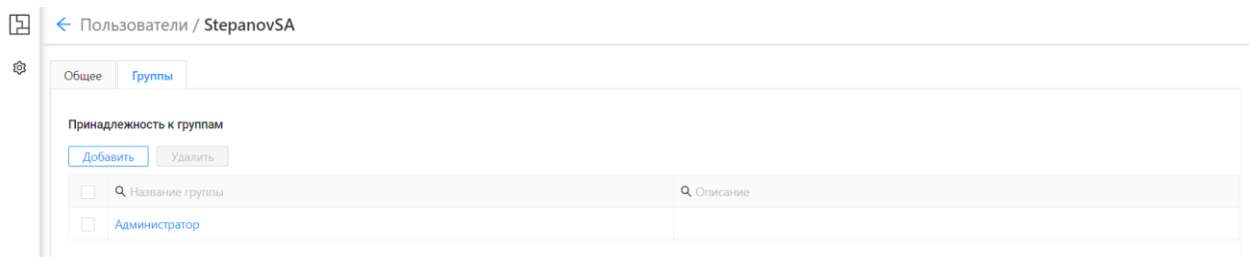 Пользователи / StepanovSA
Общее Группы
Принадлежность к группам
Добавить Удалить
Название группы Описание
Администратор